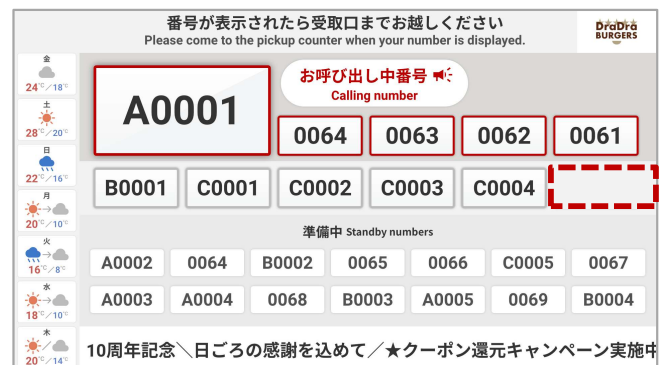 番号が表示されたら受取口までお越しください
Please come to the pickup counter when your number is displayed.
DraDra
BURGERS
金
24℃/18℃
土
28℃/20℃
日
22℃/16℃
月
20℃/10℃
火
16℃/8℃
水
18℃/10℃
木
20℃/14℃
A0001
お呼び出し中番号
Calling number
0064 0063 0062 0061
B0001 C0001 C0002 C0003 C0004
準備中 Standby numbers
A0002 0064 B0002 0065 0066 C0005 0067
A0003 A0004 0068 B0003 A0005 0069 B0004
10周年記念＼日ごろの感謝を込めて／★クーポン還元キャンペーン実施中